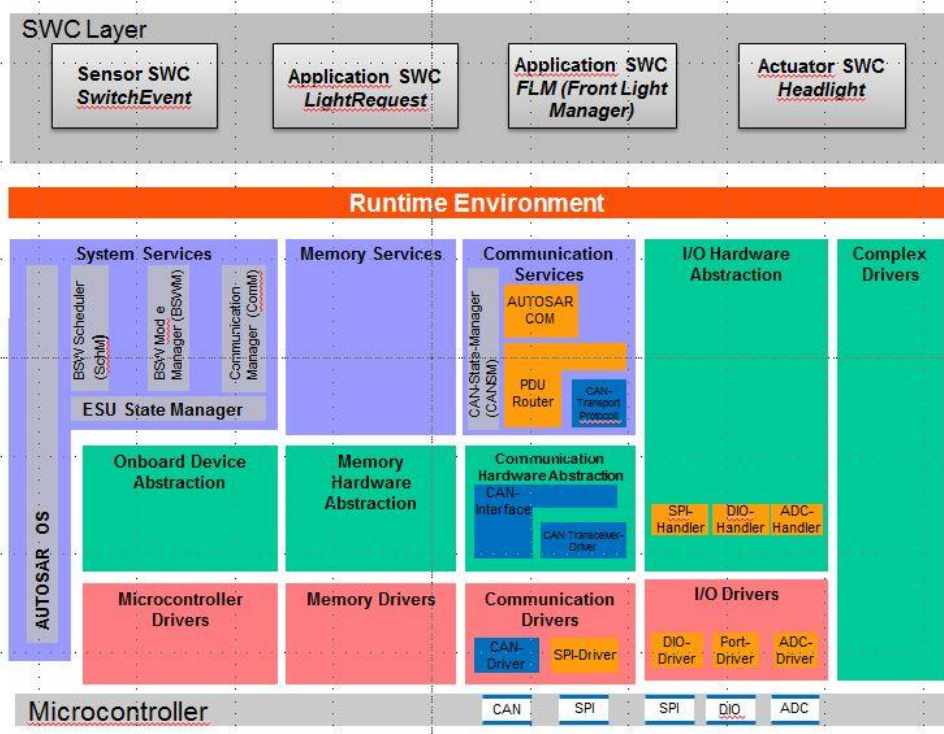 SWC Layer
Sensor SWC
SwitchEvent
Application SWC
LightRequest
Application SWC
FLM (Front Light
Manager)
Actuator SWC
Headlight
Runtime Environment
System Services
BSW Scheduler
(SchM)
BSW Mod e
Manager (BSWM)
Communication
Manager (ComM)
ESU State Manager
AUTOSAR OS
Memory Services
Communication
Services
CAN-State-Manager
(CANSM)
AUTOSAR
COM
PDU
Router
CAN-
Transport
Protocoll
I/O Hardware
Abstraction
SPI-
Handler
DIO-
Handler
ADC-
Handler
Complex
Drivers
Onboard Device
Abstraction
Memory
Hardware
Abstraction
Communication
Hardware Abstraction
CAN-
Interface
CAN Transceiver-
Driver
Microcontroller
Drivers
Memory Drivers
Communication
Drivers
CAN-
Driver
SPI-Driver
I/O Drivers
DIO-
Driver
Port-
Driver
ADC-
Driver
Microcontroller
CAN
SPI
SPI
DIO
ADC